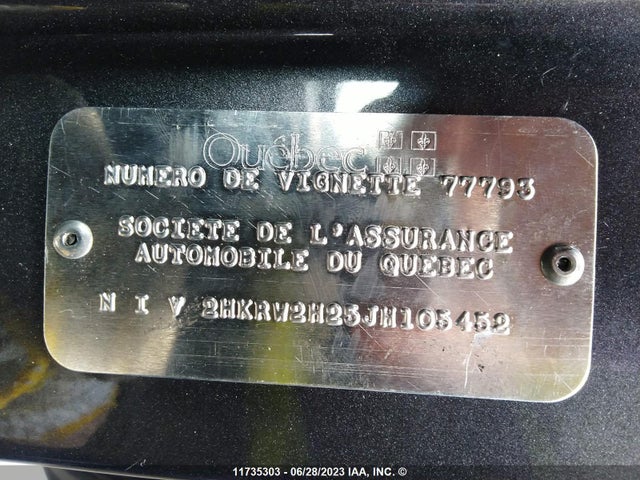 Québec
NUMERO DE VIGNETTE 77793
SOCIETE DE L'ASSURANCE
AUTOMOBILE DU QUEBEC
N I V 2HKRW2H25JH105452
11735303 - 06/28/2023 IAA, INC. ©